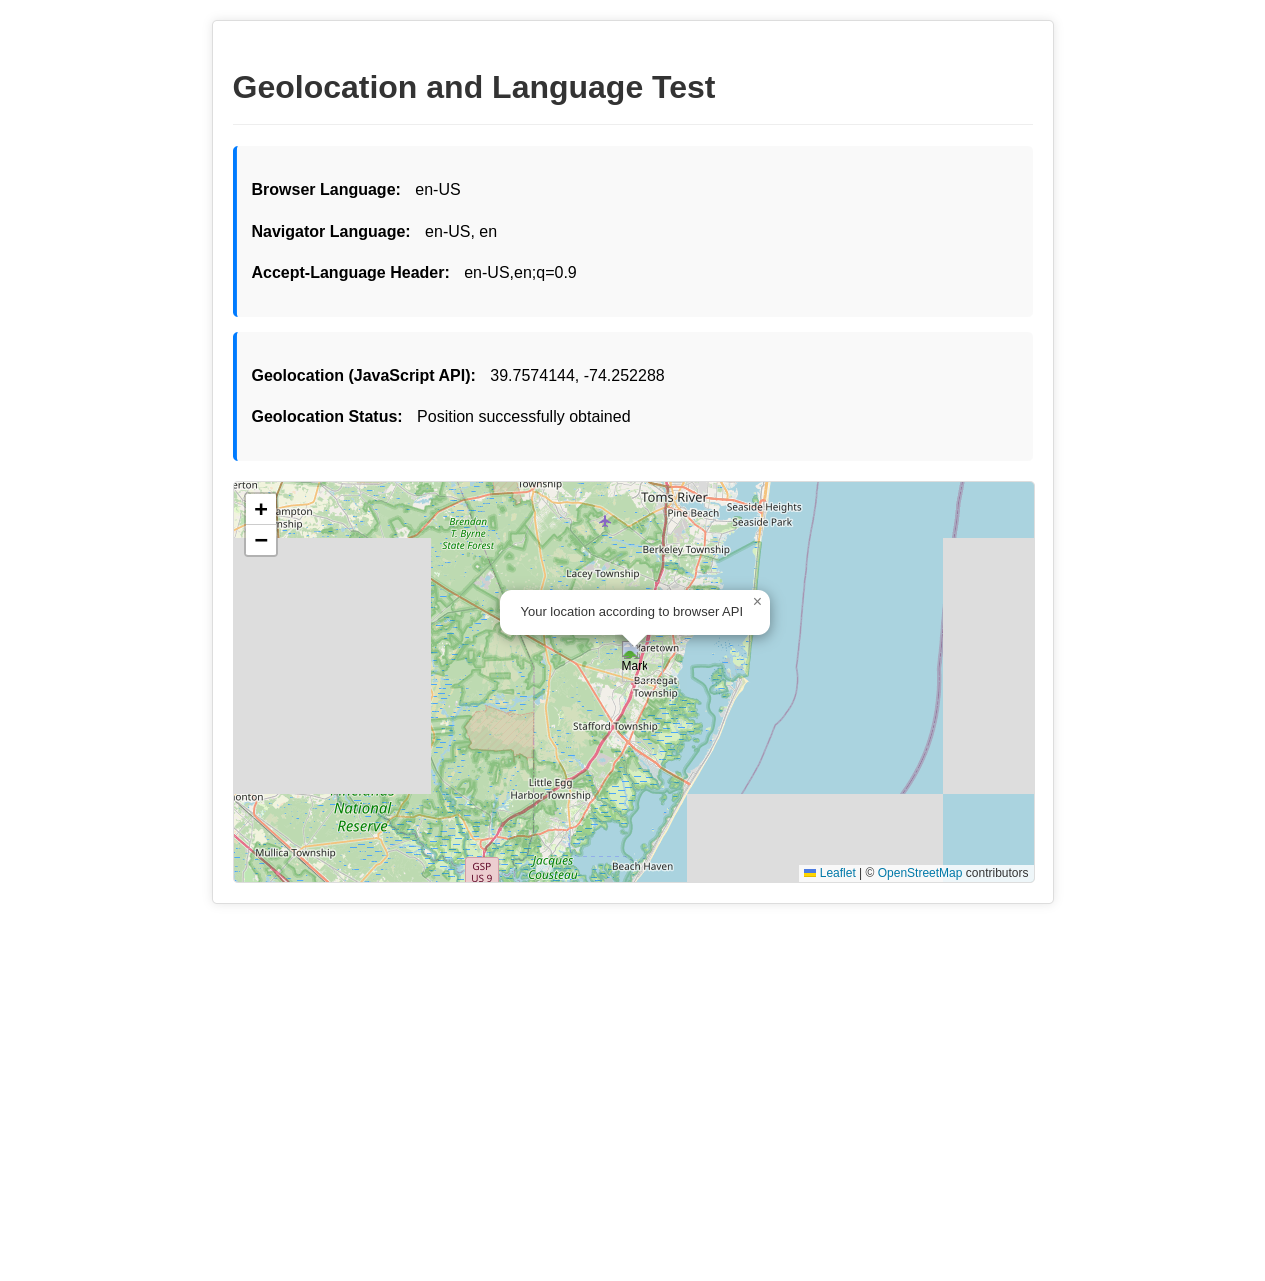 Geolocation and Language Test
Browser Language: en-US
Navigator Language: en-US, en
Accept-Language Header: en-US,en;q=0.9
Geolocation (JavaScript API): 39.7574144, -74.252288
Geolocation Status: Position successfully obtained
+
−
erton
ampton
nship
Township
Toms River
Pine Beach
Seaside Heights
Seaside Park
Brendan
T. Byrne
State Forest
Berkeley Township
Lacey Township
Your location according to browser API
×
aretown
Mark
Barnegat
Township
Stafford Township
Little Egg
Harbor Township
onton
National
Reserve
Mullica Township
GSP
US 9
Jacques
Cousteau
Beach Haven
Leaflet | © OpenStreetMap contributors